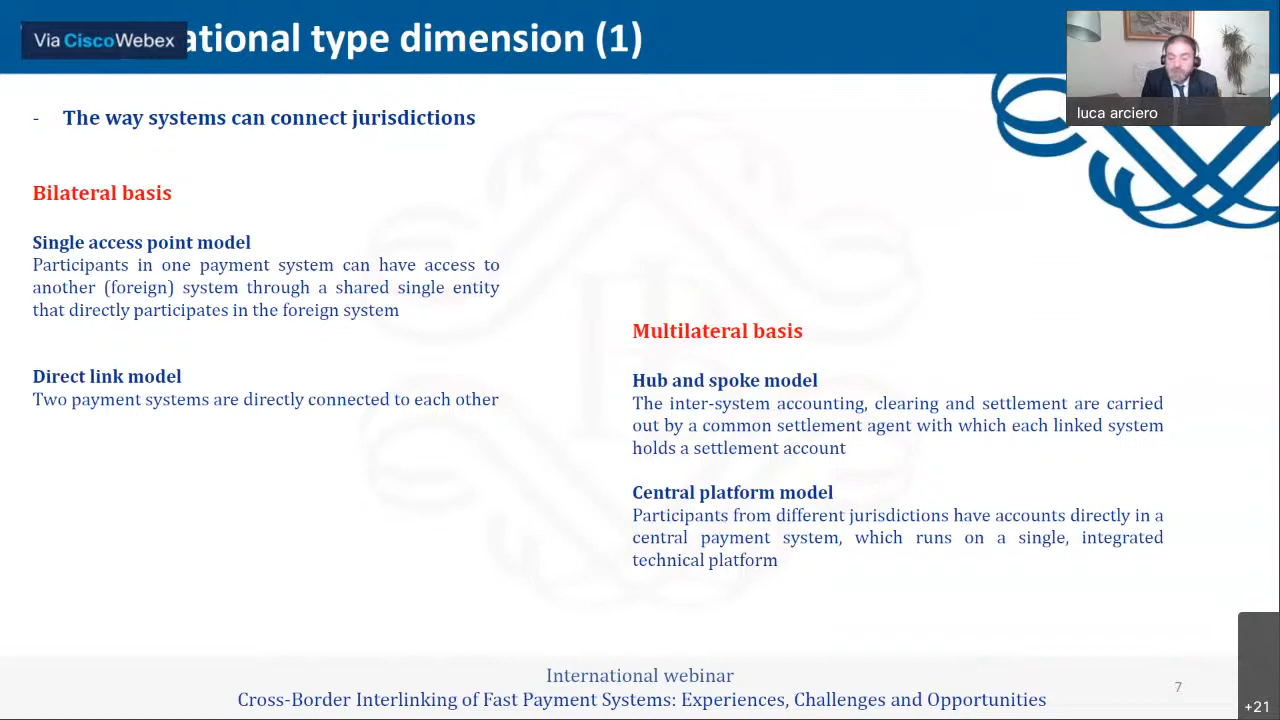 Via CiscoWebex
ational type dimension (1)
luca arciero
- The way systems can connect jurisdictions
Bilateral basis
Single access point model
Participants in one payment system can have access to
another (foreign) system through a shared single entity
that directly participates in the foreign system
Direct link model
Two payment systems are directly connected to each other
Multilateral basis
Hub and spoke model
The inter-system accounting, clearing and settlement are carried
out by a common settlement agent with which each linked system
holds a settlement account
Central platform model
Participants from different jurisdictions have accounts directly in a
central payment system, which runs on a single, integrated
technical platform
International webinar
Cross-Border Interlinking of Fast Payment Systems: Experiences, Challenges and Opportunities
7
+21